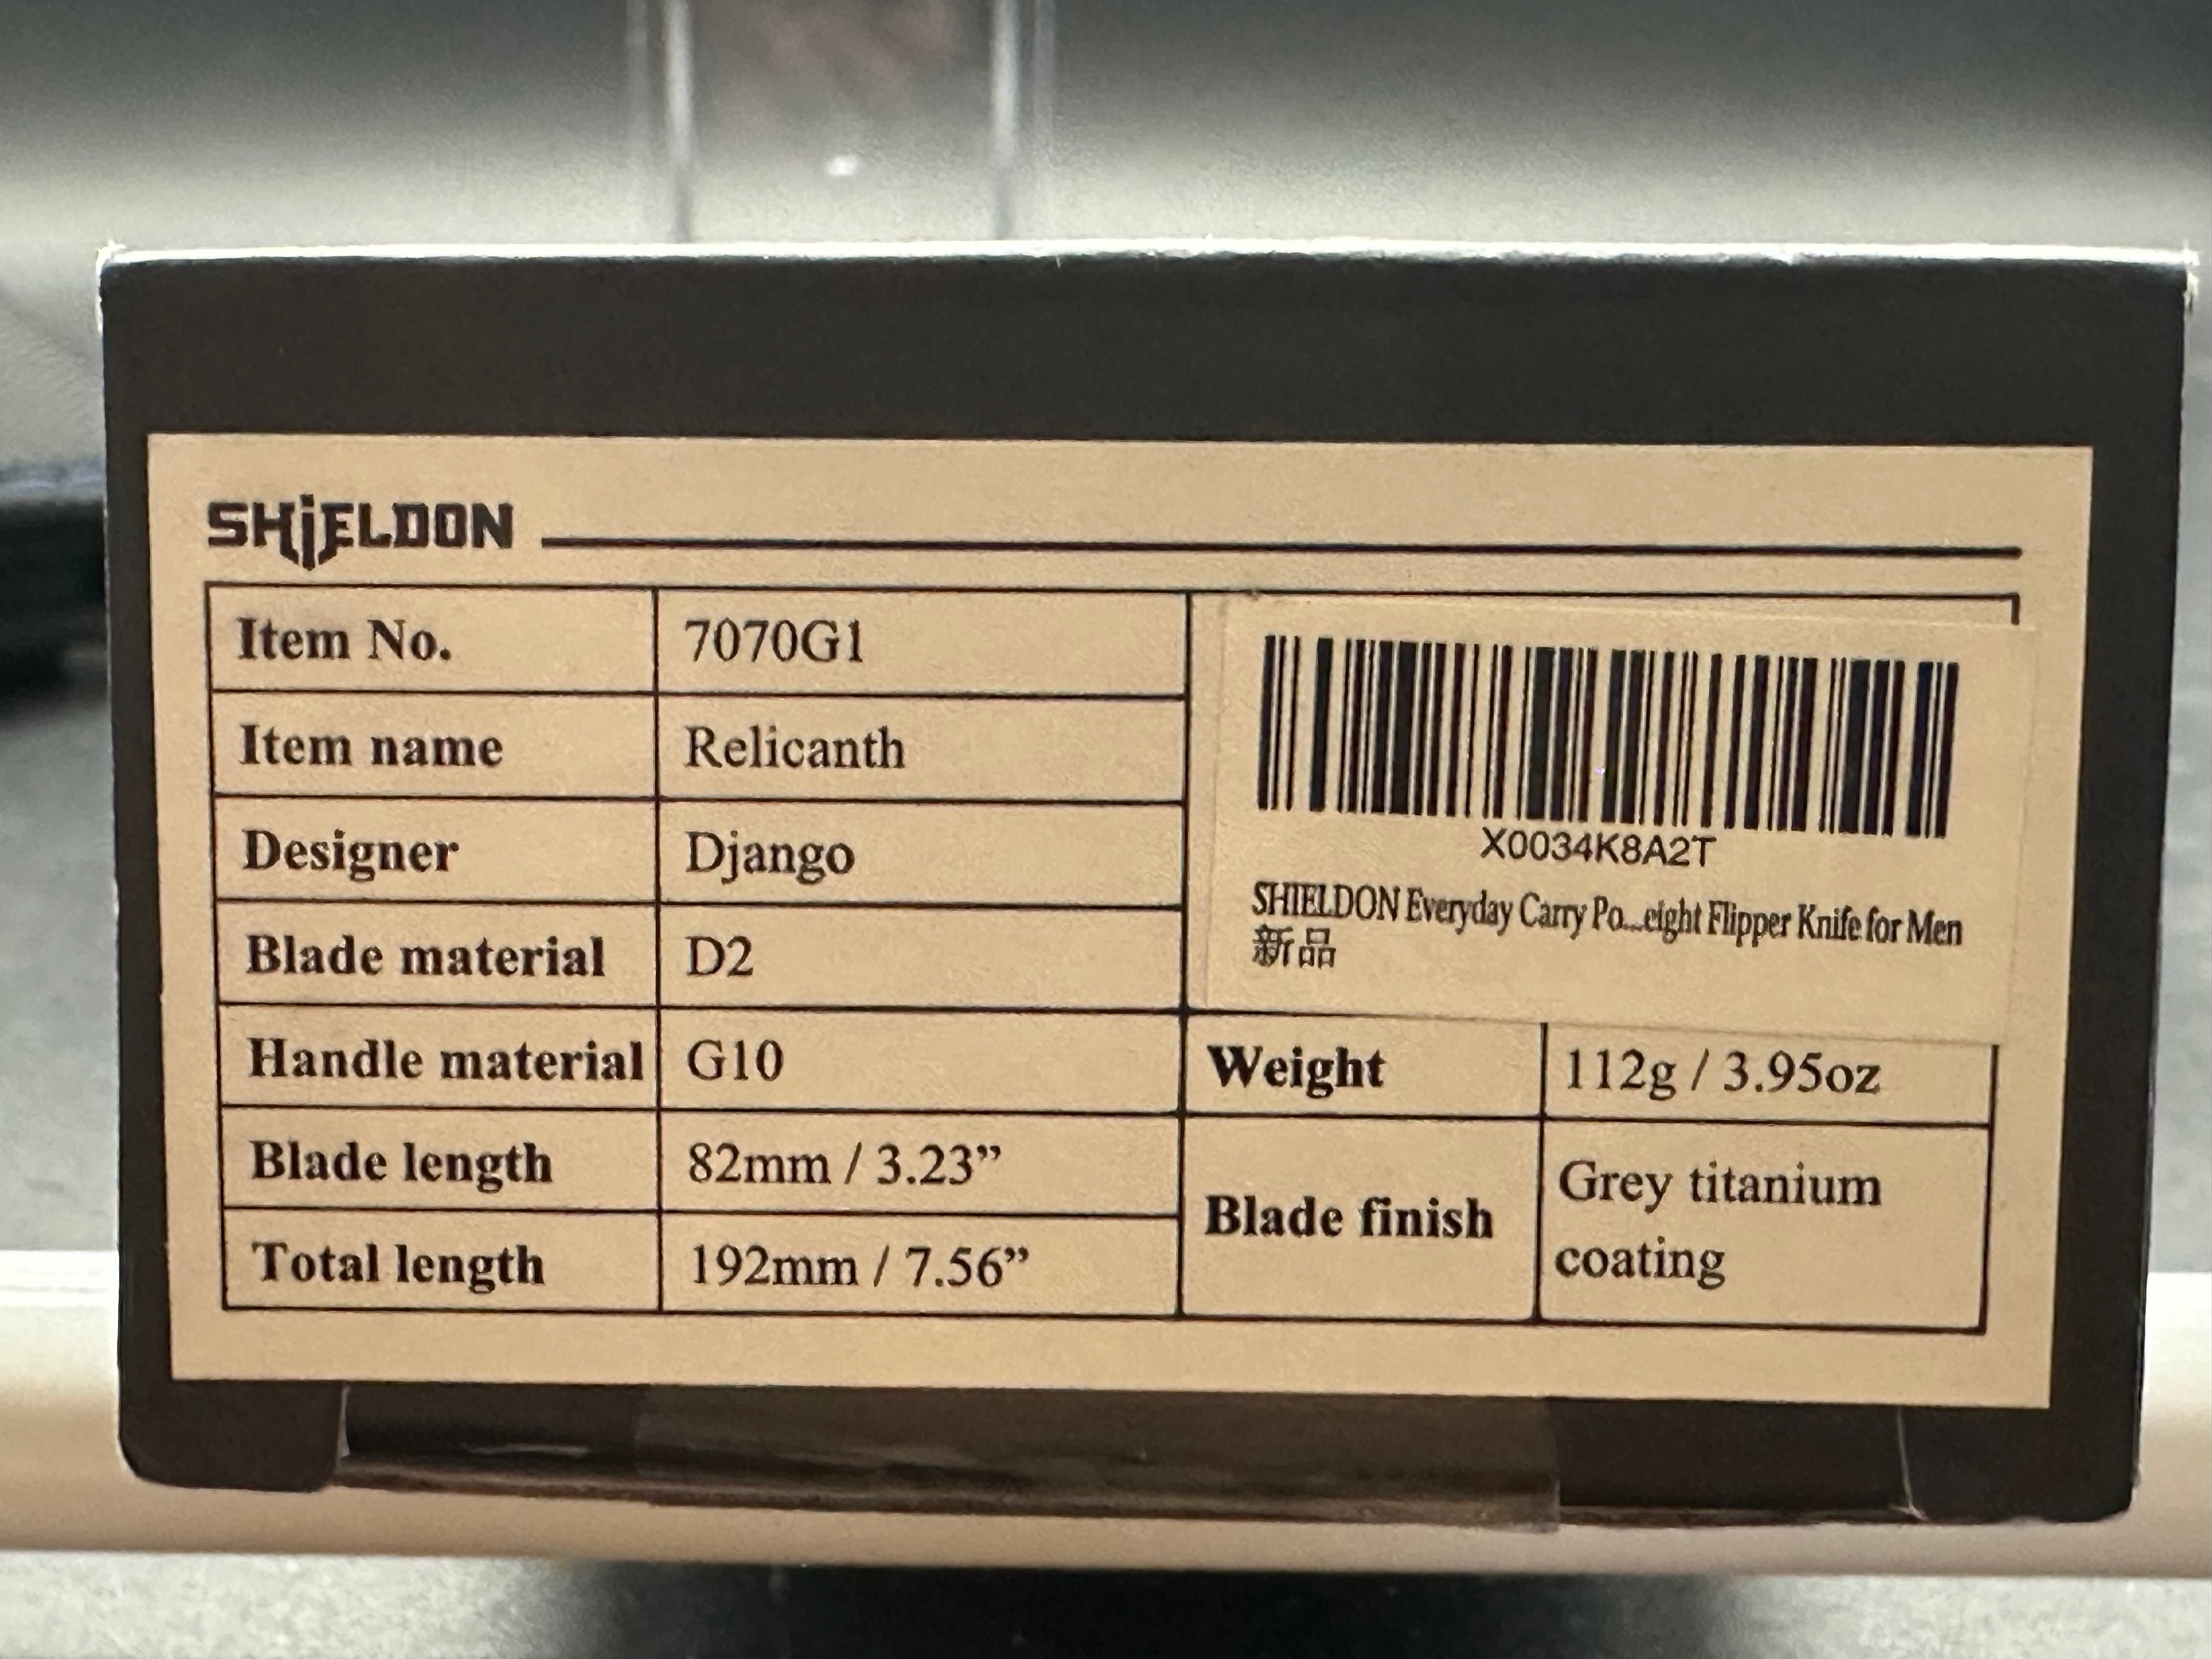 SHiELDON
Item No. 7070G1
Item name Relicanth
Designer Django
Blade material D2
Handle material G10
Blade length 82mm / 3.23”
Total length 192mm / 7.56”
X0034K8A2T
SHIELDON Everyday Carry Po...eight Flipper Knife for Men
新品
Weight 112g / 3.95oz
Blade finish Grey titanium
coating